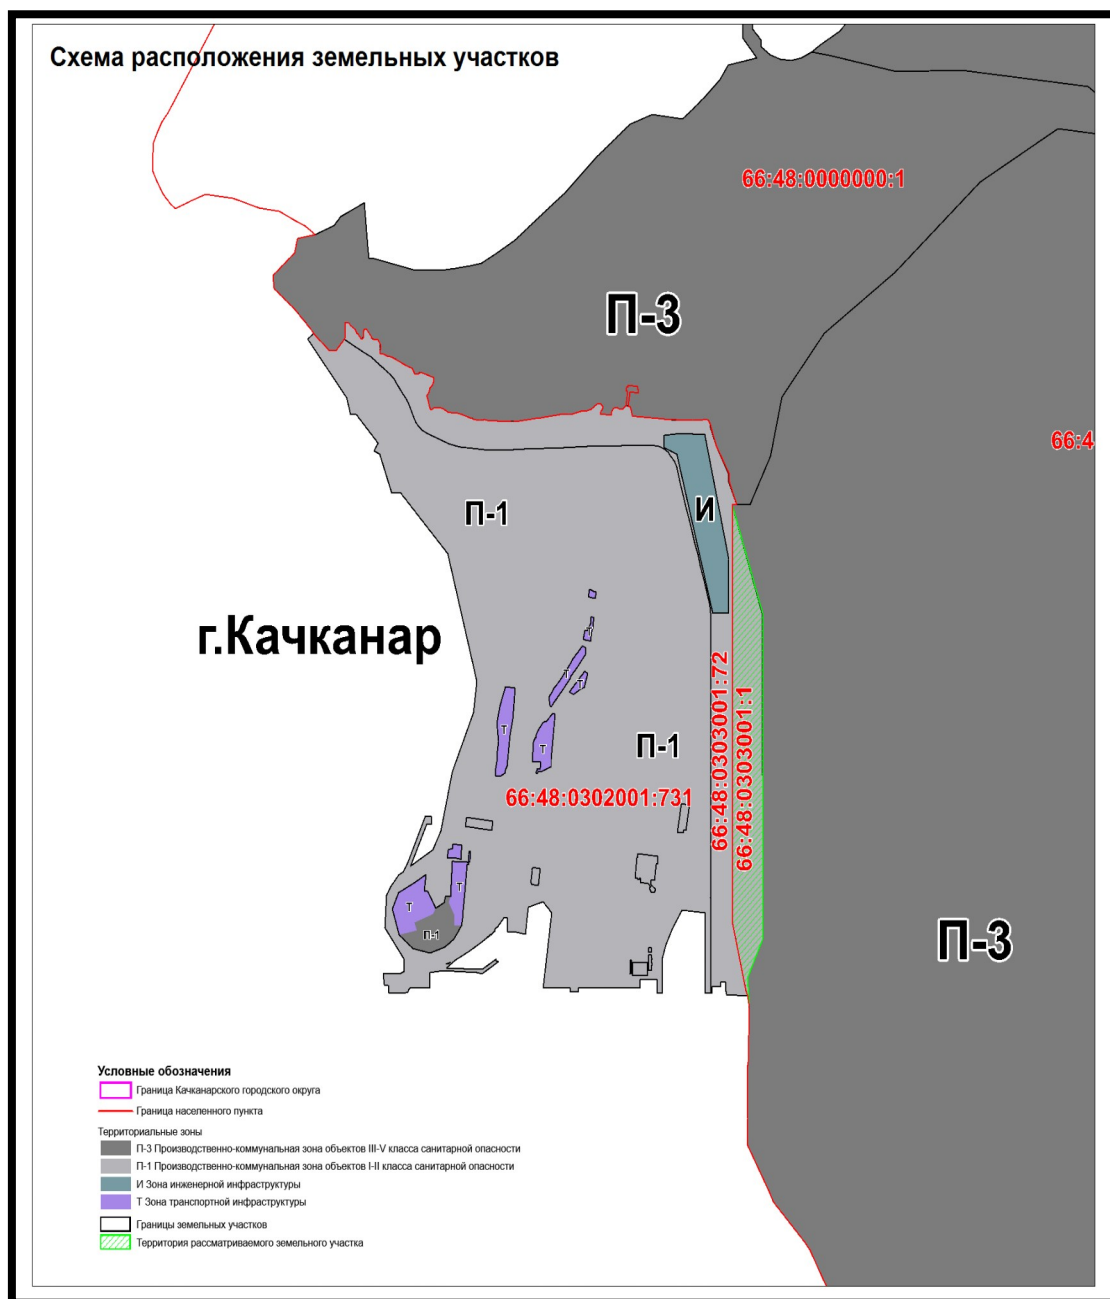 Схема расположения земельных участков
66:48:0000000:1
П-3
66:4
П-1
И
г.Качканар
Т
Т
Т
Т
Т
П-1
66:48:0303001:72
66:48:0303001:1
66:48:0302001:731
Т
Т
П-1
П-3
Условные обозначения
Граница Качканарского городского округа
Граница населенного пункта
Территориальные зоны
П-3 Производственно-коммунальная зона объектов III-V класса санитарной опасности
П-1 Производственно-коммунальная зона объектов I-II класса санитарной опасности
И Зона инженерной инфраструктуры
Т Зона транспортной инфраструктуры
Границы земельных участков
Территория рассматриваемого земельного участка